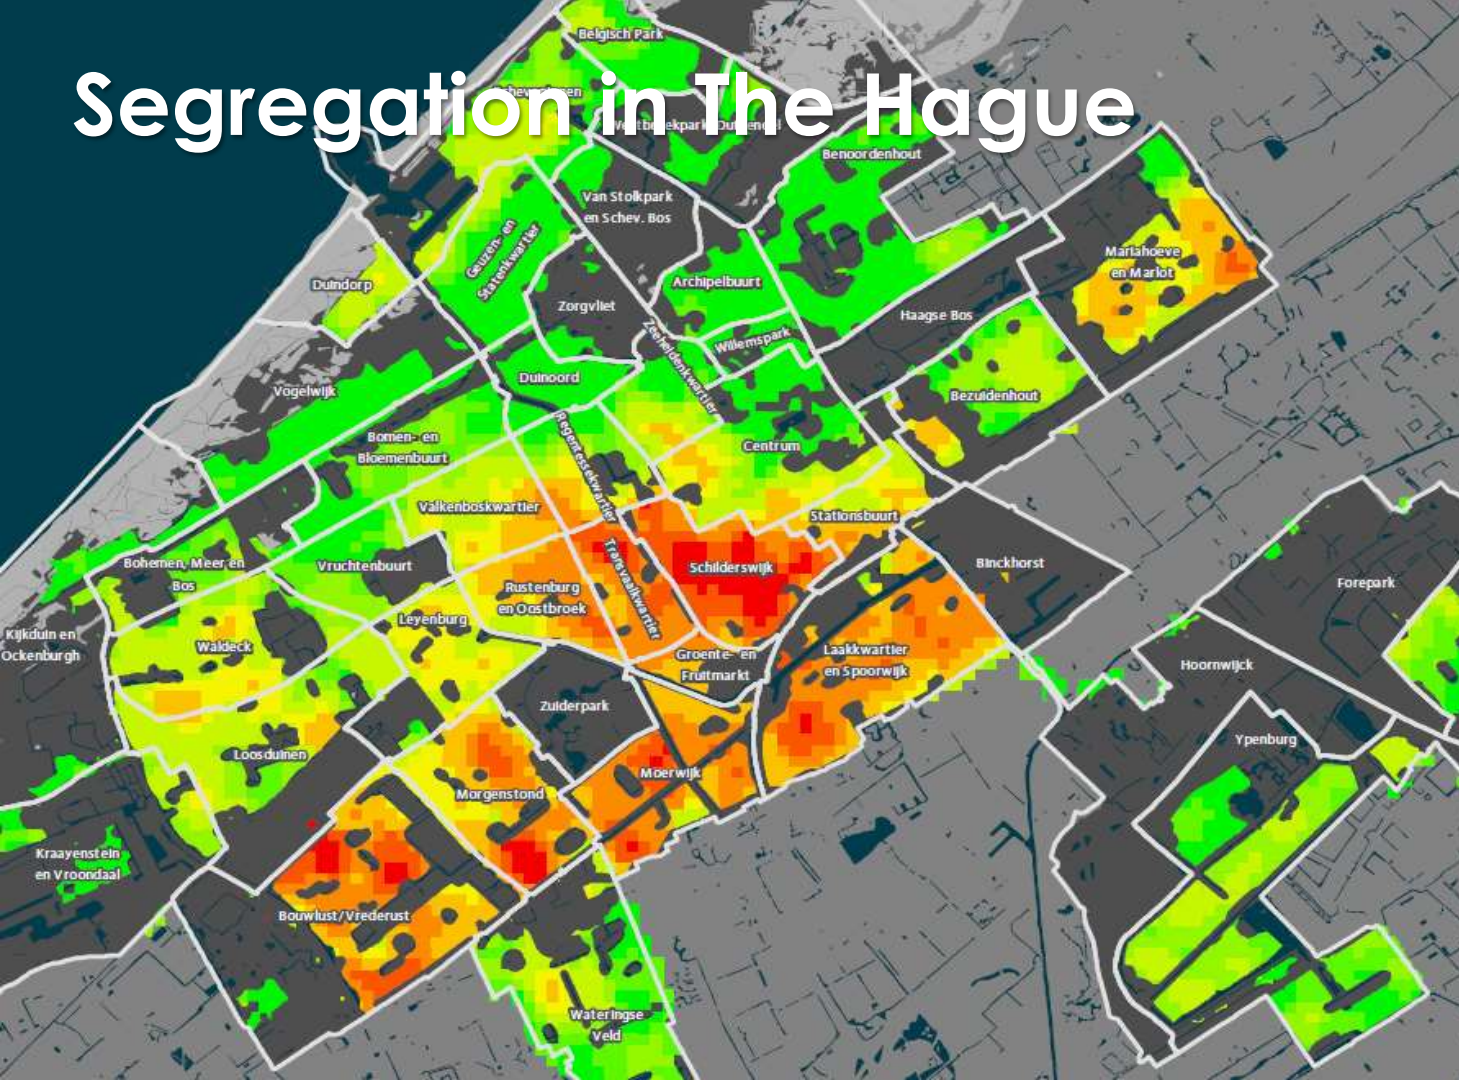 Segregation in The Hague
Belgisch Park
Scheveningen
Westbroekpark Duttendel
Benoordenhout
Van Stolkpark
en Schev. Bos
Geuzen- en
Statenkwartier
Mariahoeve
en Marlot
Archipelbuurt
Duindorp
Zorgvliet
Haagse Bos
Willemspark
Zeeheldenkwartier
Duinoord
Vogelwijk
Bezuidenhout
Bomen- en
Bloemenbuurt
Centrum
Regentessekwartier
Valkenboskwartier
Stationsbuurt
Bohemen, Meer en
Bos
Vruchtenbuurt
Schilderswijk
Binckhorst
Forepark
Rustenburg
en Oostbroek
Transvaalkwartier
Leyenburg
Kijkduin en
Ockenburgh
Waldeck
Groente- en
Fruitmarkt
Laakkwartier
en Spoorwijk
Hoornwijck
Zuiderpark
Loosduinen
Ypenburg
Moerwijk
Morgenstond
Kraayenstein
en Vroondaal
Bouwlust/Vrederust
Wateringse
Veld